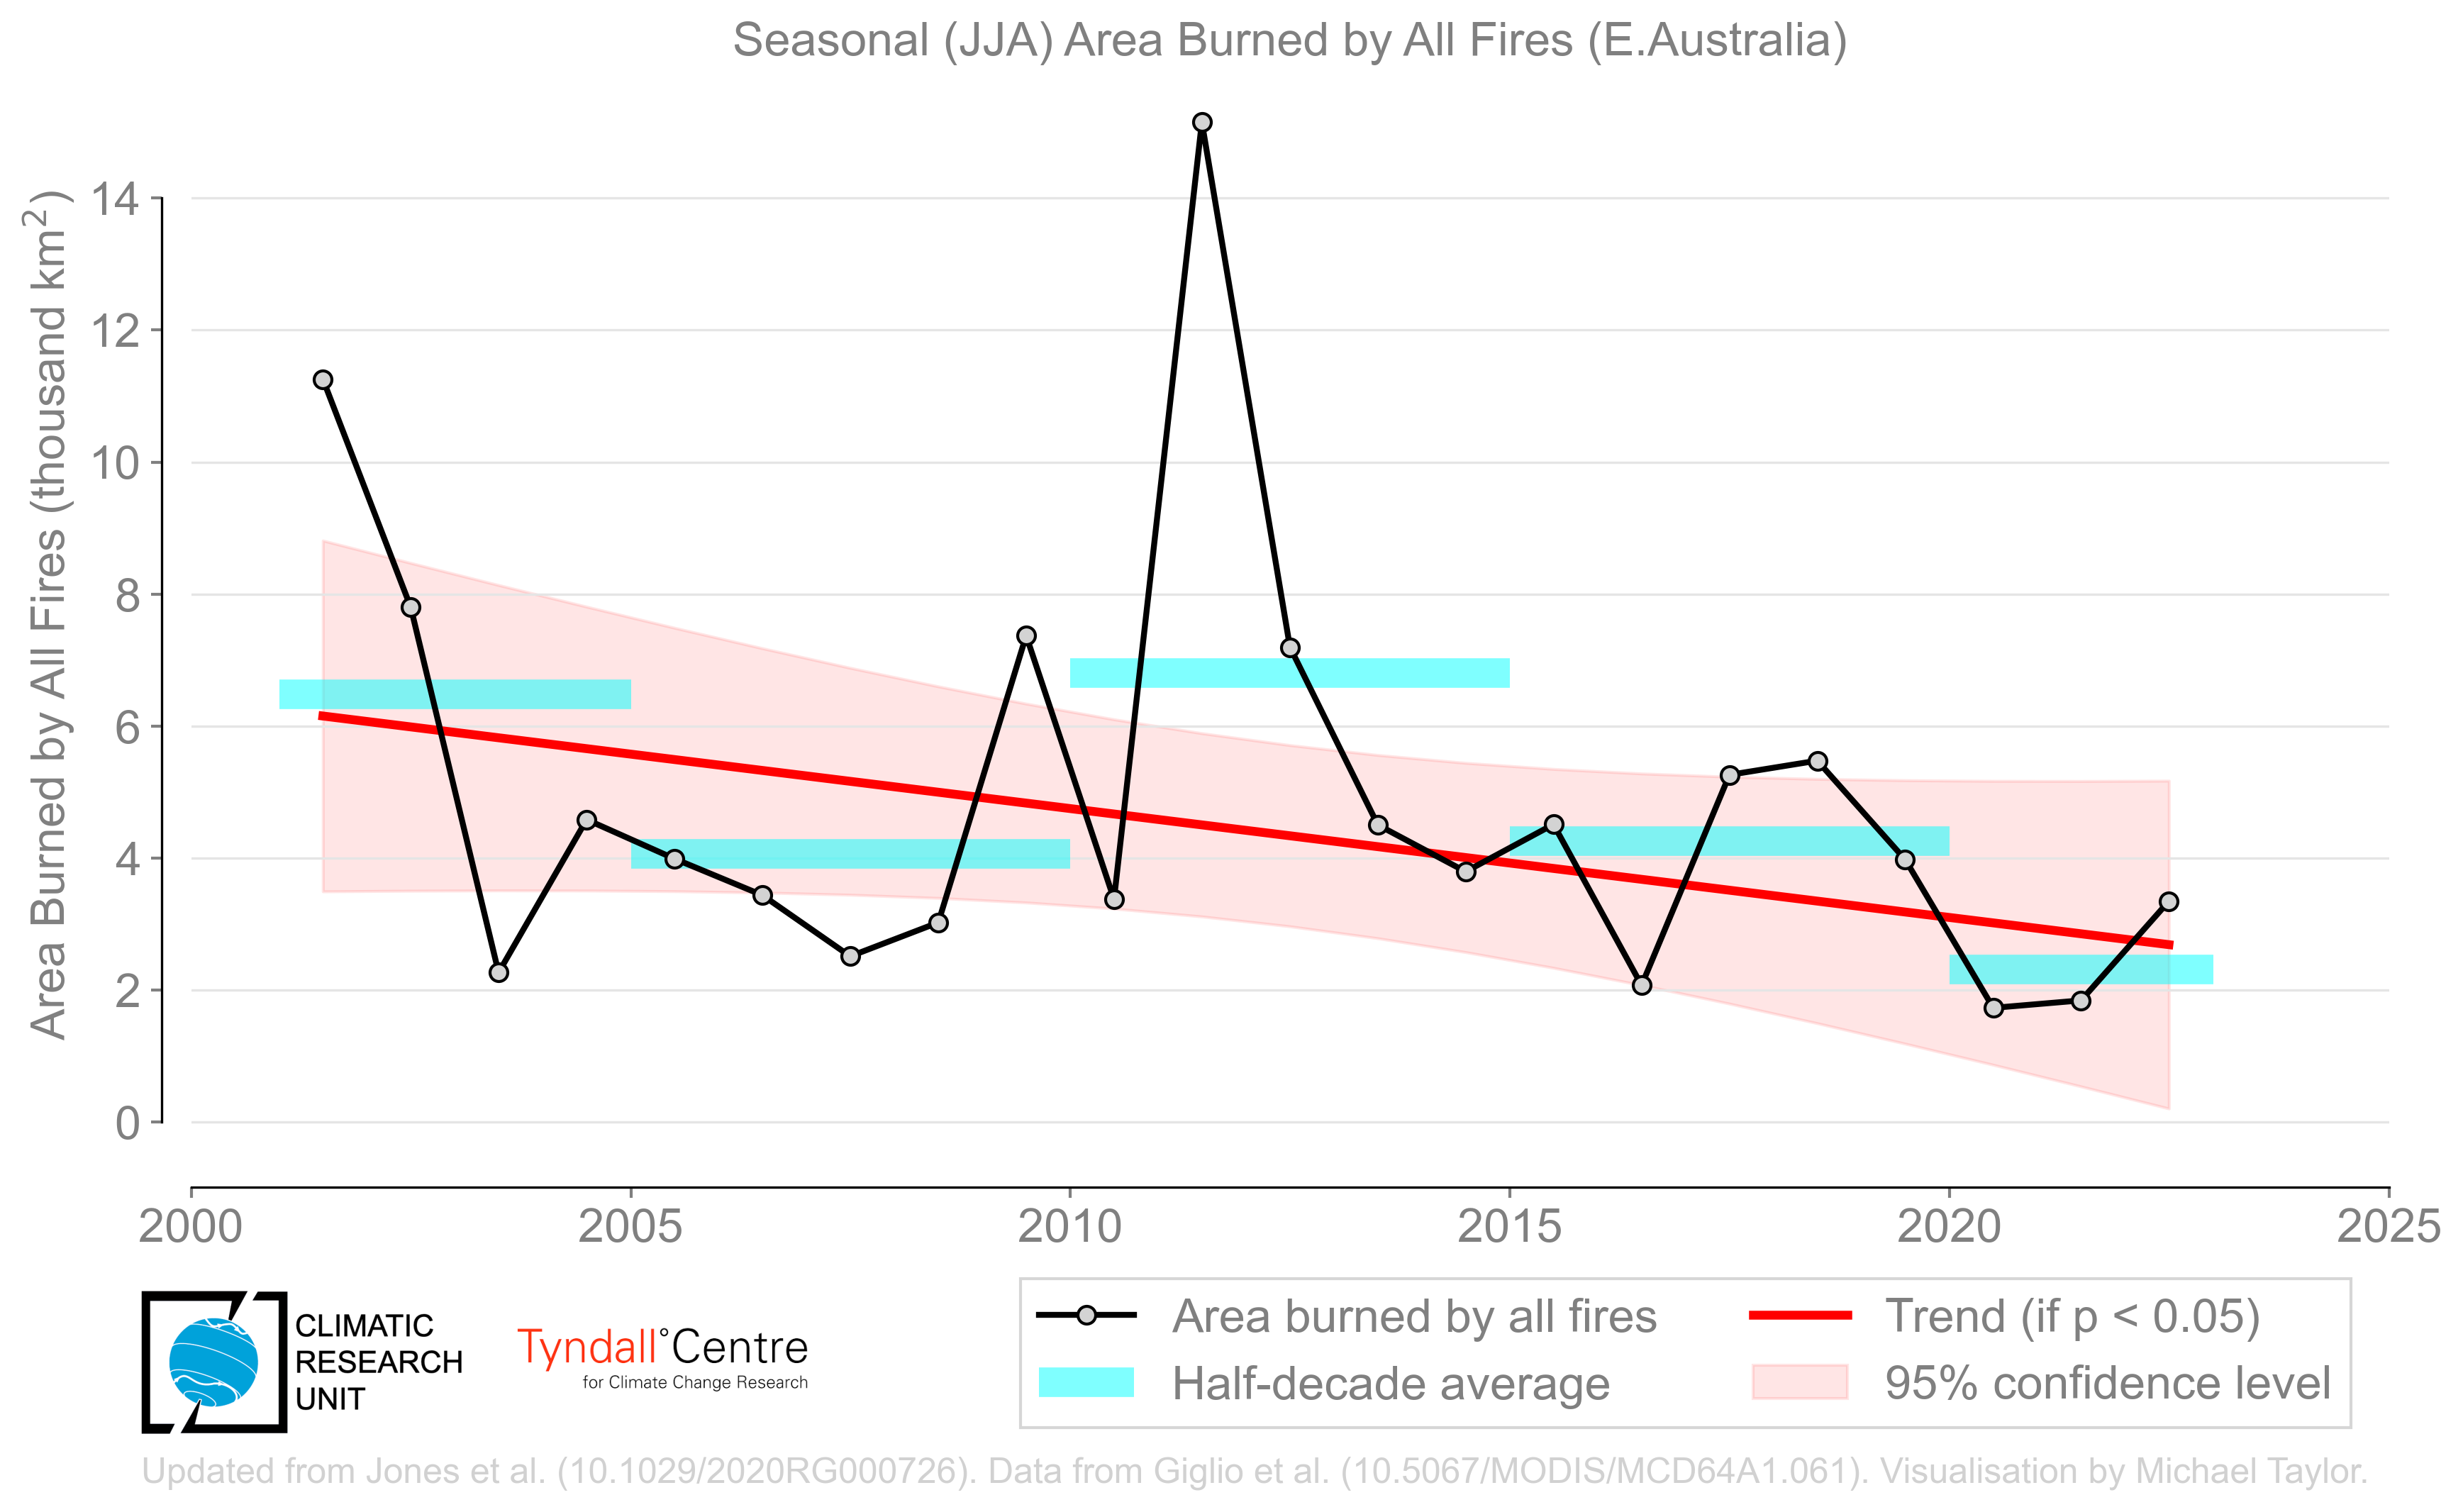 Seasonal (JJA) Area Burned by All Fires (E.Australia)
Area Burned by All Fires (thousand km²)
14
12
10
8
6
4
2
0
2000 2005 2010 2015 2020 2025
CLIMATIC
RESEARCH
UNIT
Tyndall°Centre
for Climate Change Research
Area burned by all fires
Trend (if p < 0.05)
Half-decade average
95% confidence level
Updated from Jones et al. (10.1029/2020RG000726). Data from Giglio et al. (10.5067/MODIS/MCD64A1.061). Visualisation by Michael Taylor.